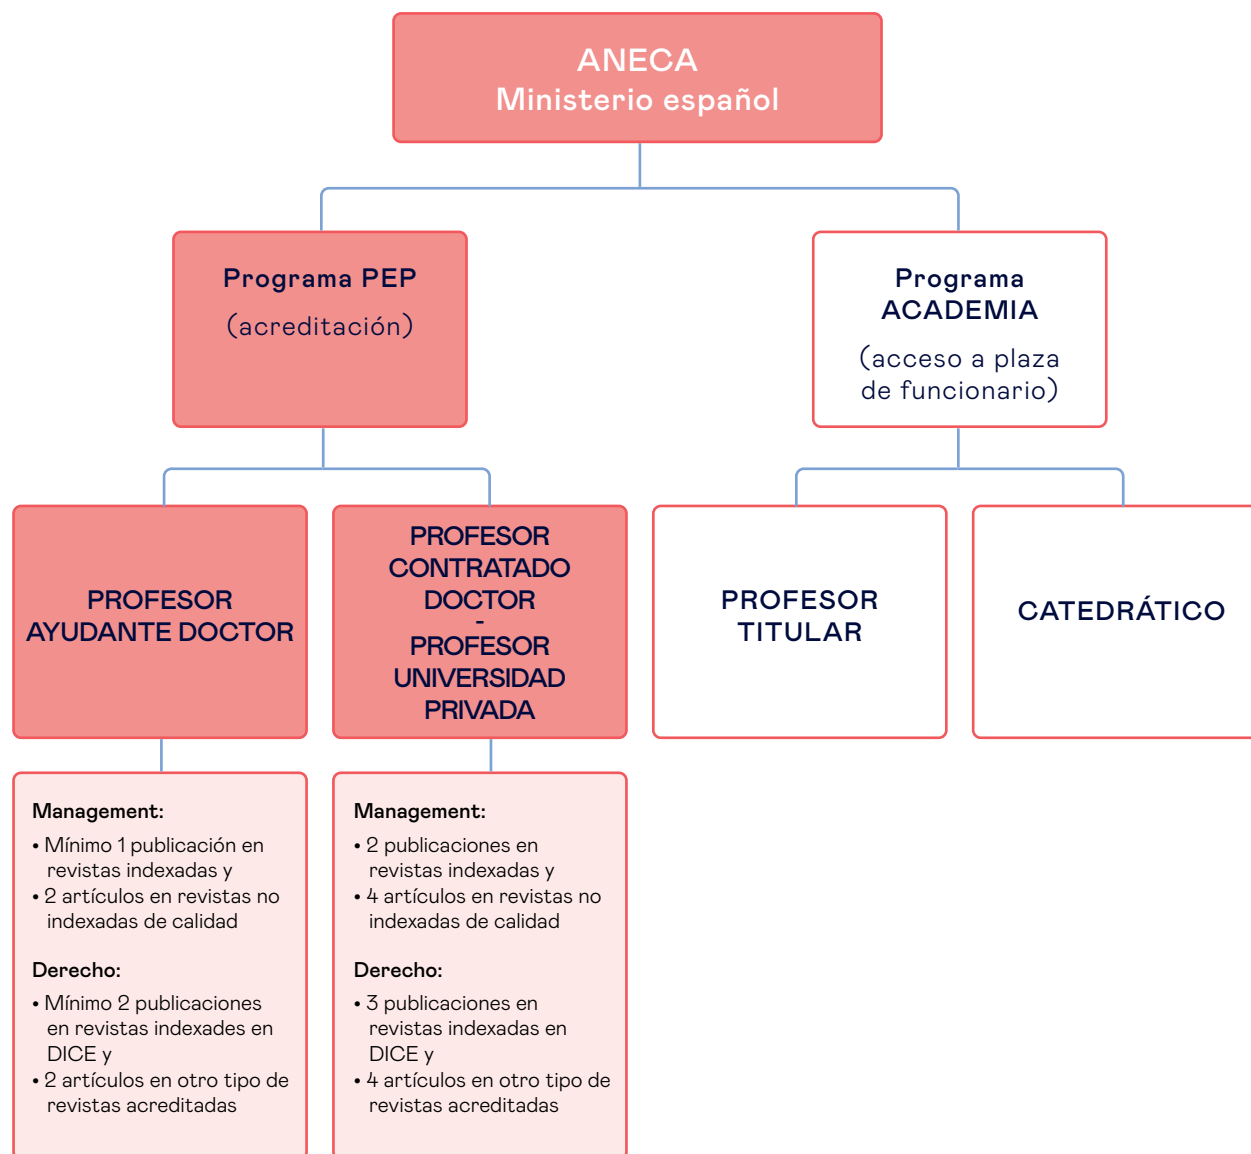 ANECA
Ministerio español
Programa PEP
(acreditación)
Programa
ACADEMIA
(acceso a plaza
de funcionario)
PROFESOR
AYUDANTE DOCTOR
PROFESOR
CONTRATADO
DOCTOR
-
PROFESOR
UNIVERSIDAD
PRIVADA
PROFESOR
TITULAR
CATEDRÁTICO
Management:
• Mínimo 1 publicación en
revistas indexadas y
• 2 artículos en revistas no
indexadas de calidad
Derecho:
• Mínimo 2 publicaciones
en revistas indexades en
DICE y
• 2 artículos en otro tipo de
revistas acreditadas
Management:
• 2 publicaciones en
revistas indexadas y
• 4 artículos en revistas no
indexadas de calidad
Derecho:
• 3 publicaciones en
revistas indexadas en
DICE y
• 4 artículos en otro tipo de
revistas acreditadas